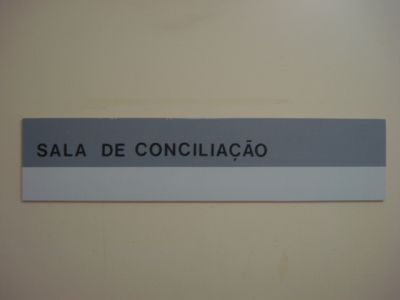 SALA DE CONCILIAÇÃO